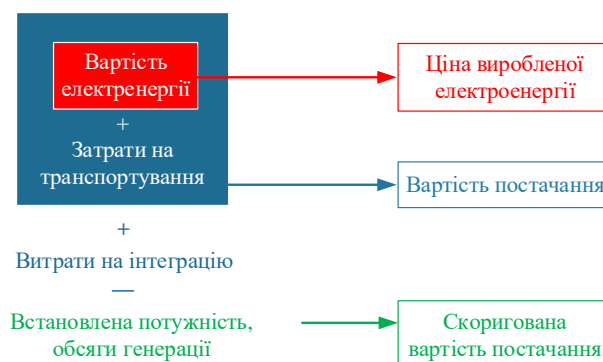 Вартість
електренергії
+
Затрати на
транспортування
+
Витрати на інтеграцію
—
Встановлена потужність,
обсяги генерації
Ціна виробленої
електроенергії
Вартість постачання
Скоригована
вартість постачання